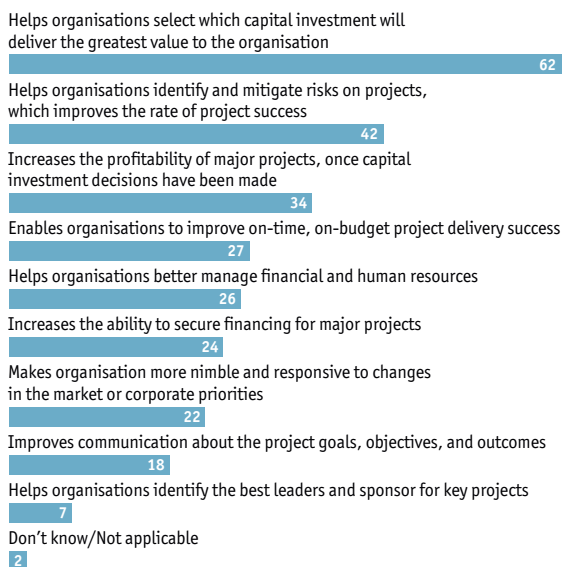 Helps organisations select which capital investment will
deliver the greatest value to the organisation
62
Helps organisations identify and mitigate risks on projects,
which improves the rate of project success
42
Increases the profitability of major projects, once capital
investment decisions have been made
34
Enables organisations to improve on-time, on-budget project delivery success
27
Helps organisations better manage financial and human resources
26
Increases the ability to secure financing for major projects
24
Makes organisation more nimble and responsive to changes
in the market or corporate priorities
22
Improves communication about the project goals, objectives, and outcomes
18
Helps organisations identify the best leaders and sponsor for key projects
7
Don’t know/Not applicable
2